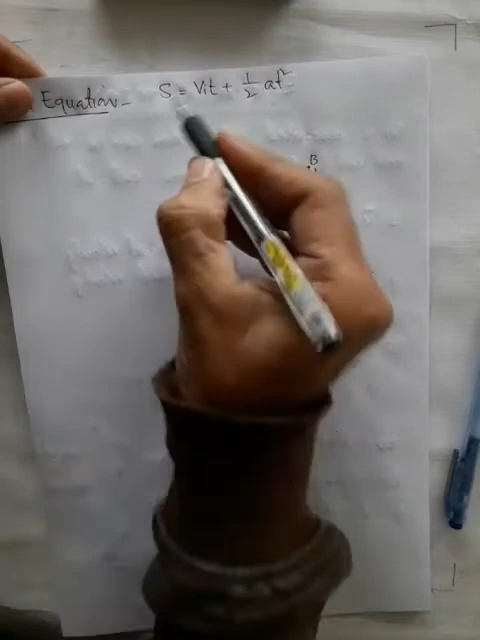 Equation - S = Vit + 1/2 at²
B